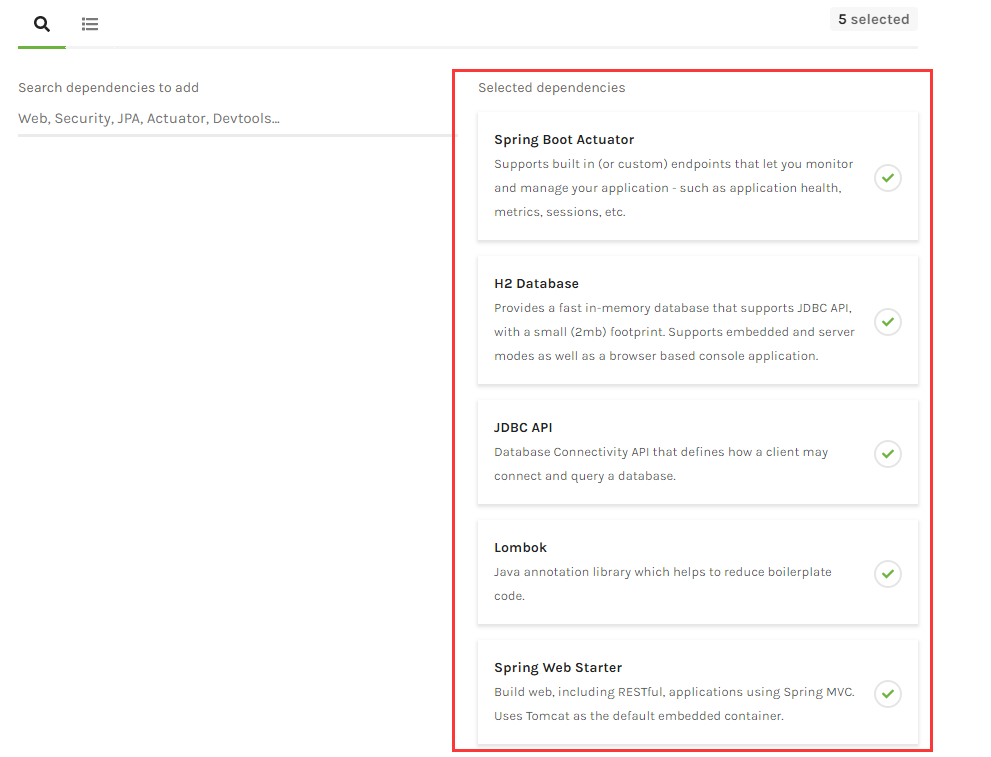 5 selected
Search dependencies to add
Web, Security, JPA, Actuator, Devtools...
Selected dependencies
Spring Boot Actuator
Supports built in (or custom) endpoints that let you monitor
and manage your application - such as application health,
metrics, sessions, etc.
H2 Database
Provides a fast in-memory database that supports JDBC API,
with a small (2mb) footprint. Supports embedded and server
modes as well as a browser based console application.
JDBC API
Database Connectivity API that defines how a client may
connect and query a database.
Lombok
Java annotation library which helps to reduce boilerplate
code.
Spring Web Starter
Build web, including RESTful, applications using Spring MVC.
Uses Tomcat as the default embedded container.